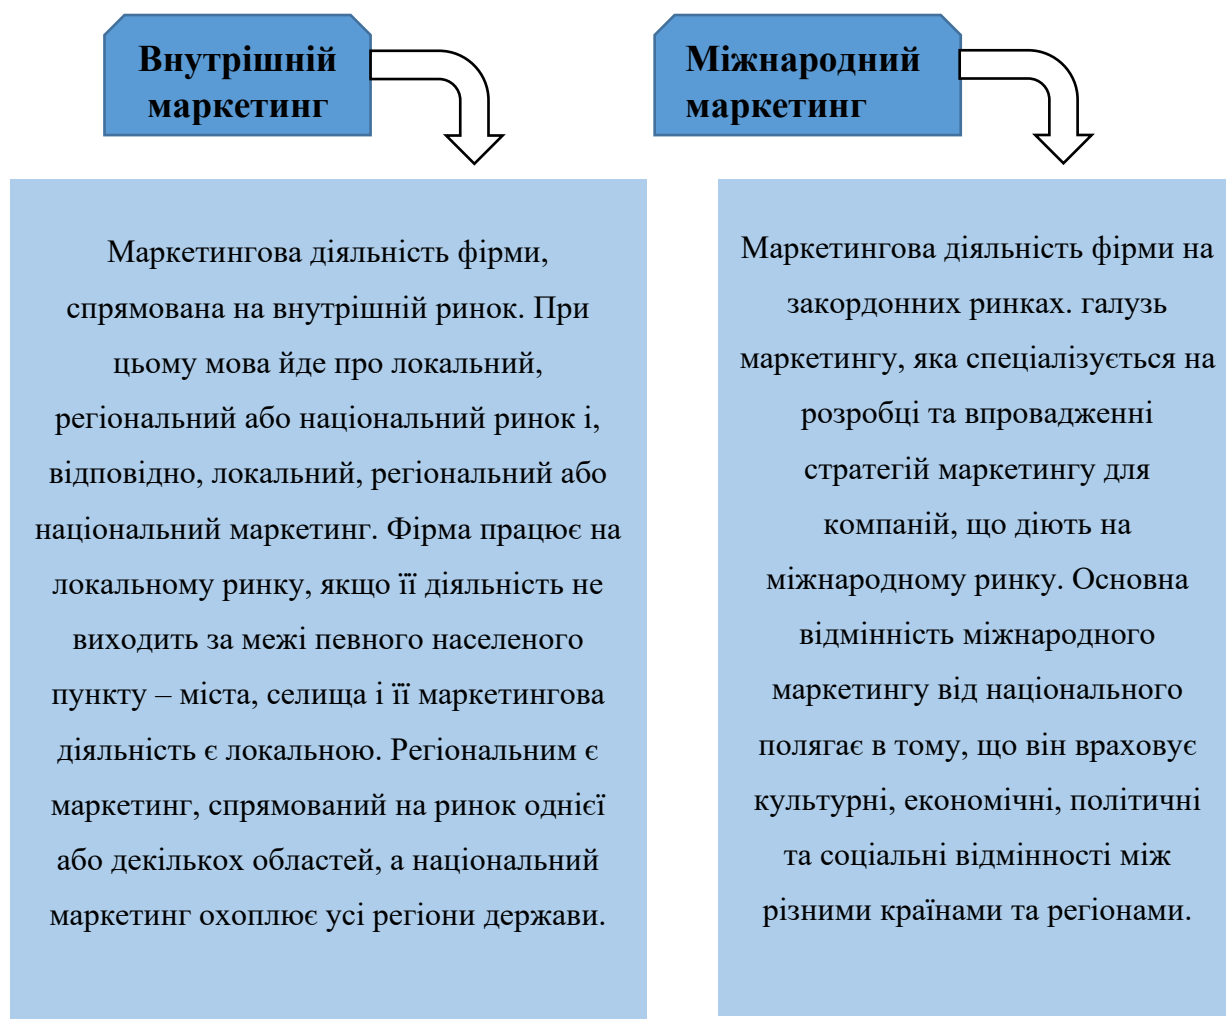 Внутрішній
маркетинг
Маркетингова діяльність фірми,
спрямована на внутрішній ринок. При
цьому мова йде про локальний,
регіональний або національний ринок і,
відповідно, локальний, регіональний або
національний маркетинг. Фірма працює на
локальному ринку, якщо її діяльність не
виходить за межі певного населеного
пункту – міста, селища і її маркетингова
діяльність є локальною. Регіональним є
маркетинг, спрямований на ринок однієї
або декількох областей, а національний
маркетинг охоплює усі регіони держави.
Міжнародний
маркетинг
Маркетингова діяльність фірми на
закордонних ринках. галузь
маркетингу, яка спеціалізується на
розробці та впровадженні
стратегій маркетингу для
компаній, що діють на
міжнародному ринку. Основна
відмінність міжнародного
маркетингу від національного
полягає в тому, що він враховує
культурні, економічні, політичні
та соціальні відмінності між
різними країнами та регіонами.